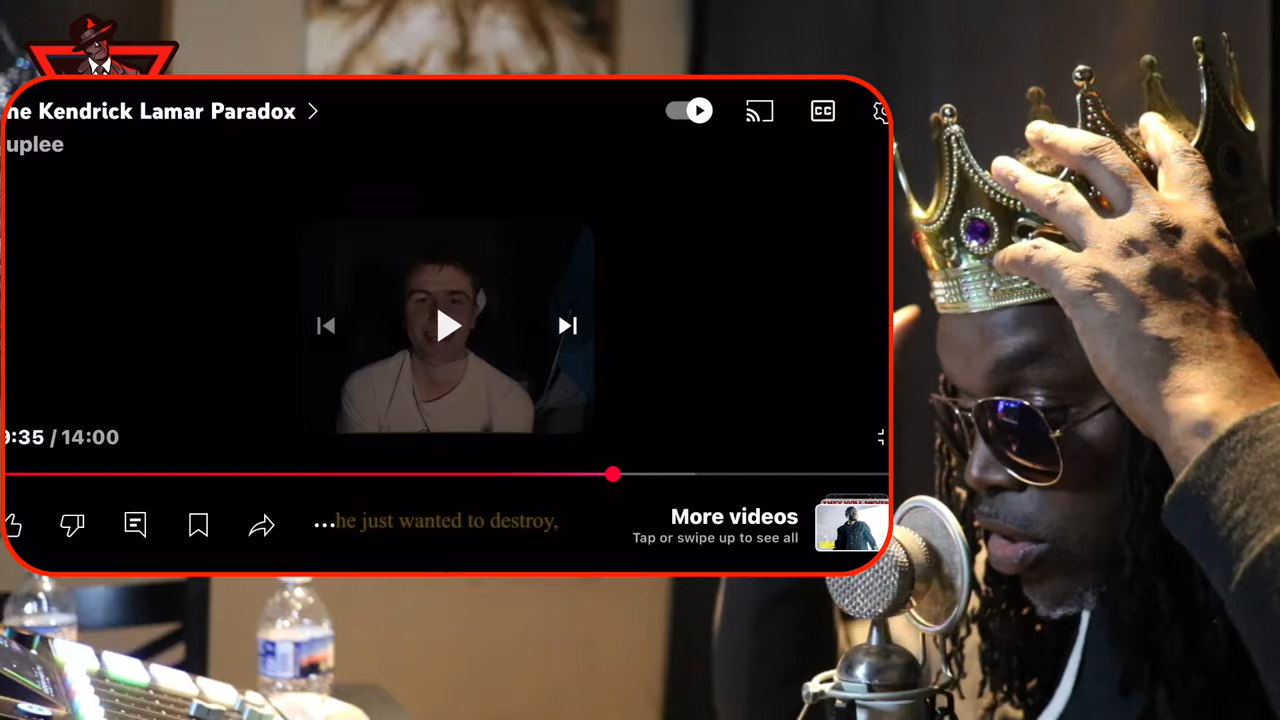 he Kendrick Lamar Paradox
uplee
9:35 / 14:00
he just wanted to destroy,
More videos
Tap or swipe up to see all